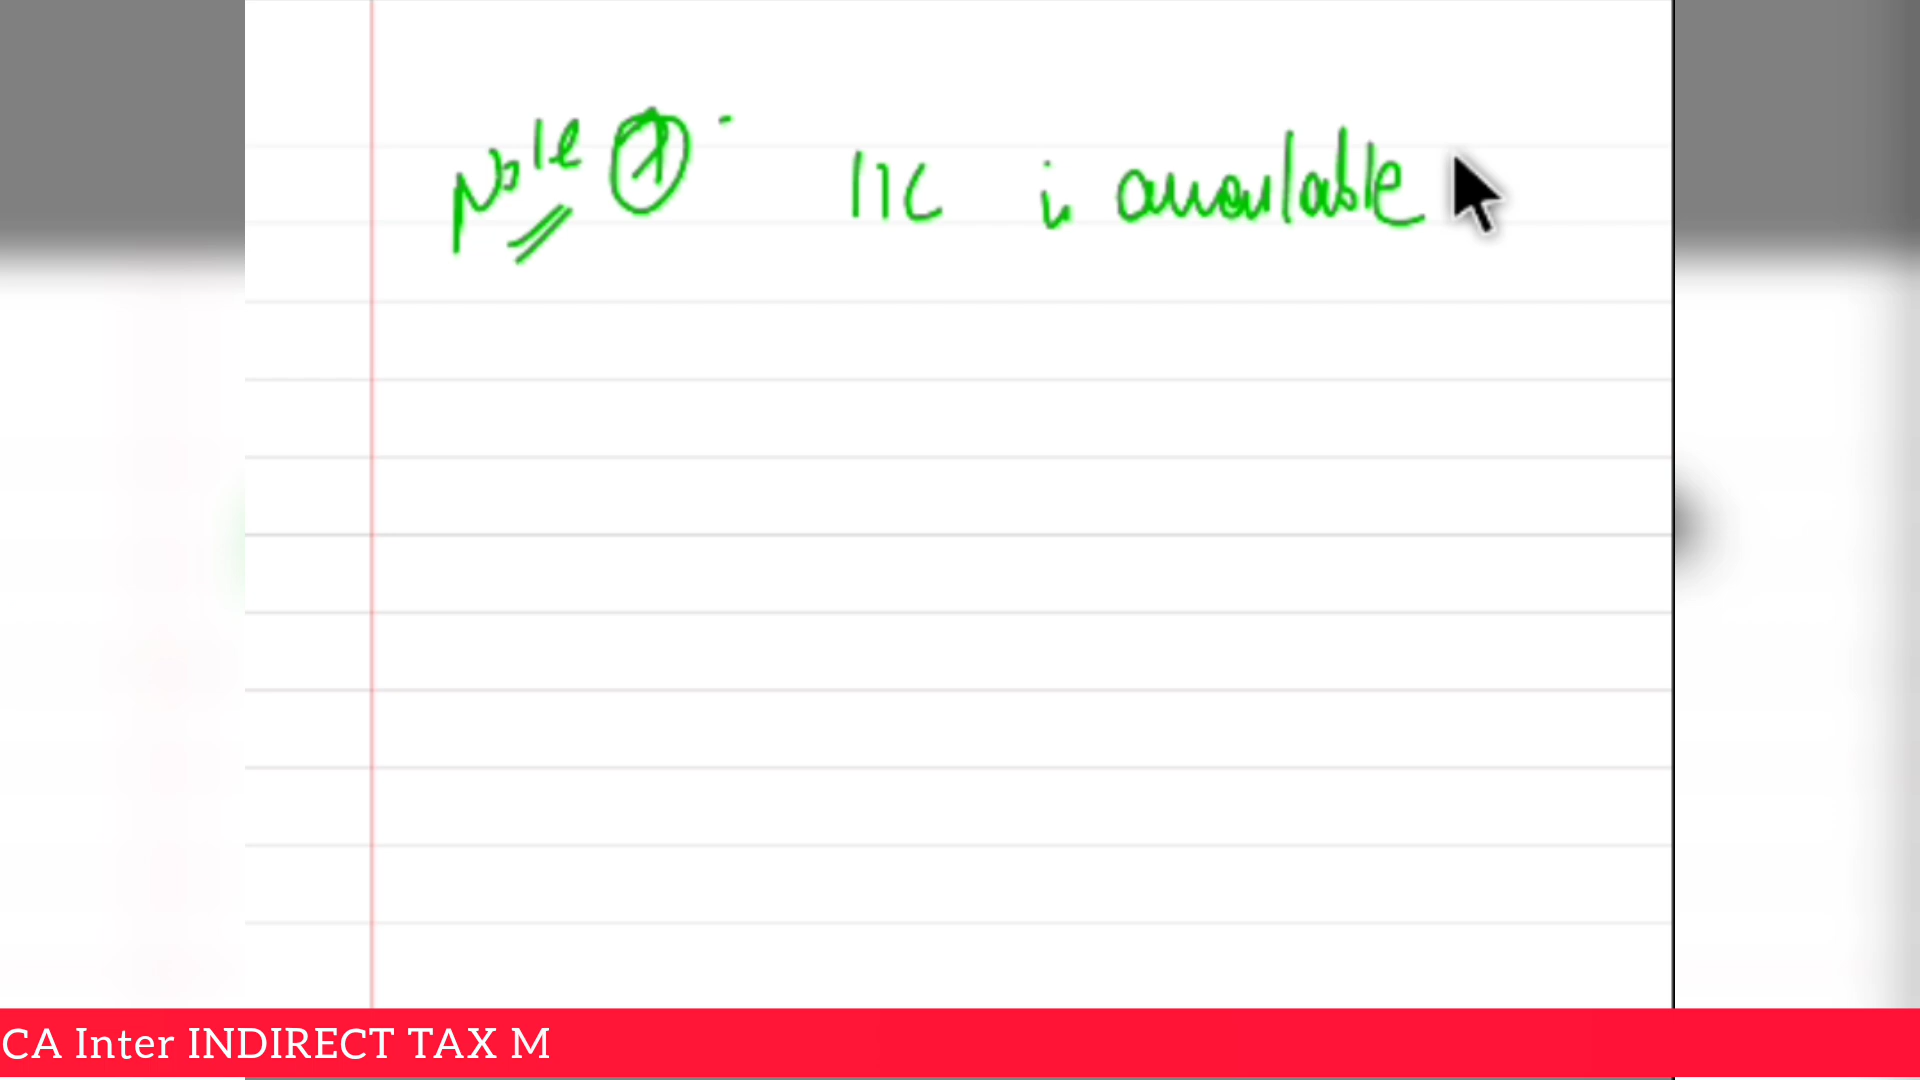 Note ① - ITC is available
CA Inter INDIRECT TAX M